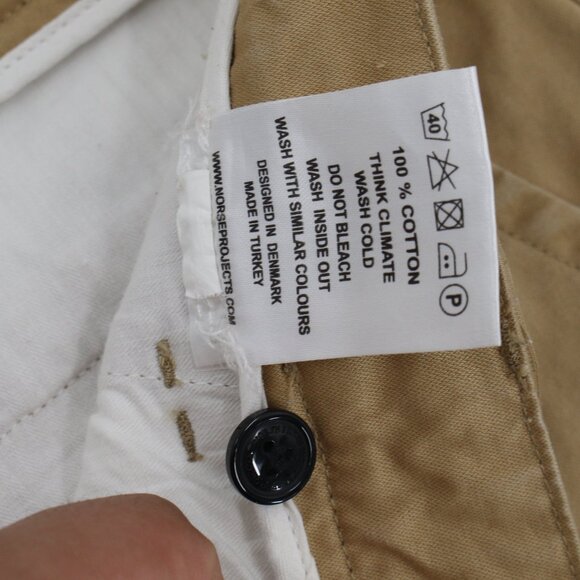 40
P
100 % COTTON
THINK CLIMATE
WASH COLD
DO NOT BLEACH
WASH INSIDE OUT
WASH WITH SIMILAR COLOURS
DESIGNED IN DENMARK
MADE IN TURKEY
WWW.NORSEPROJECTS.COM